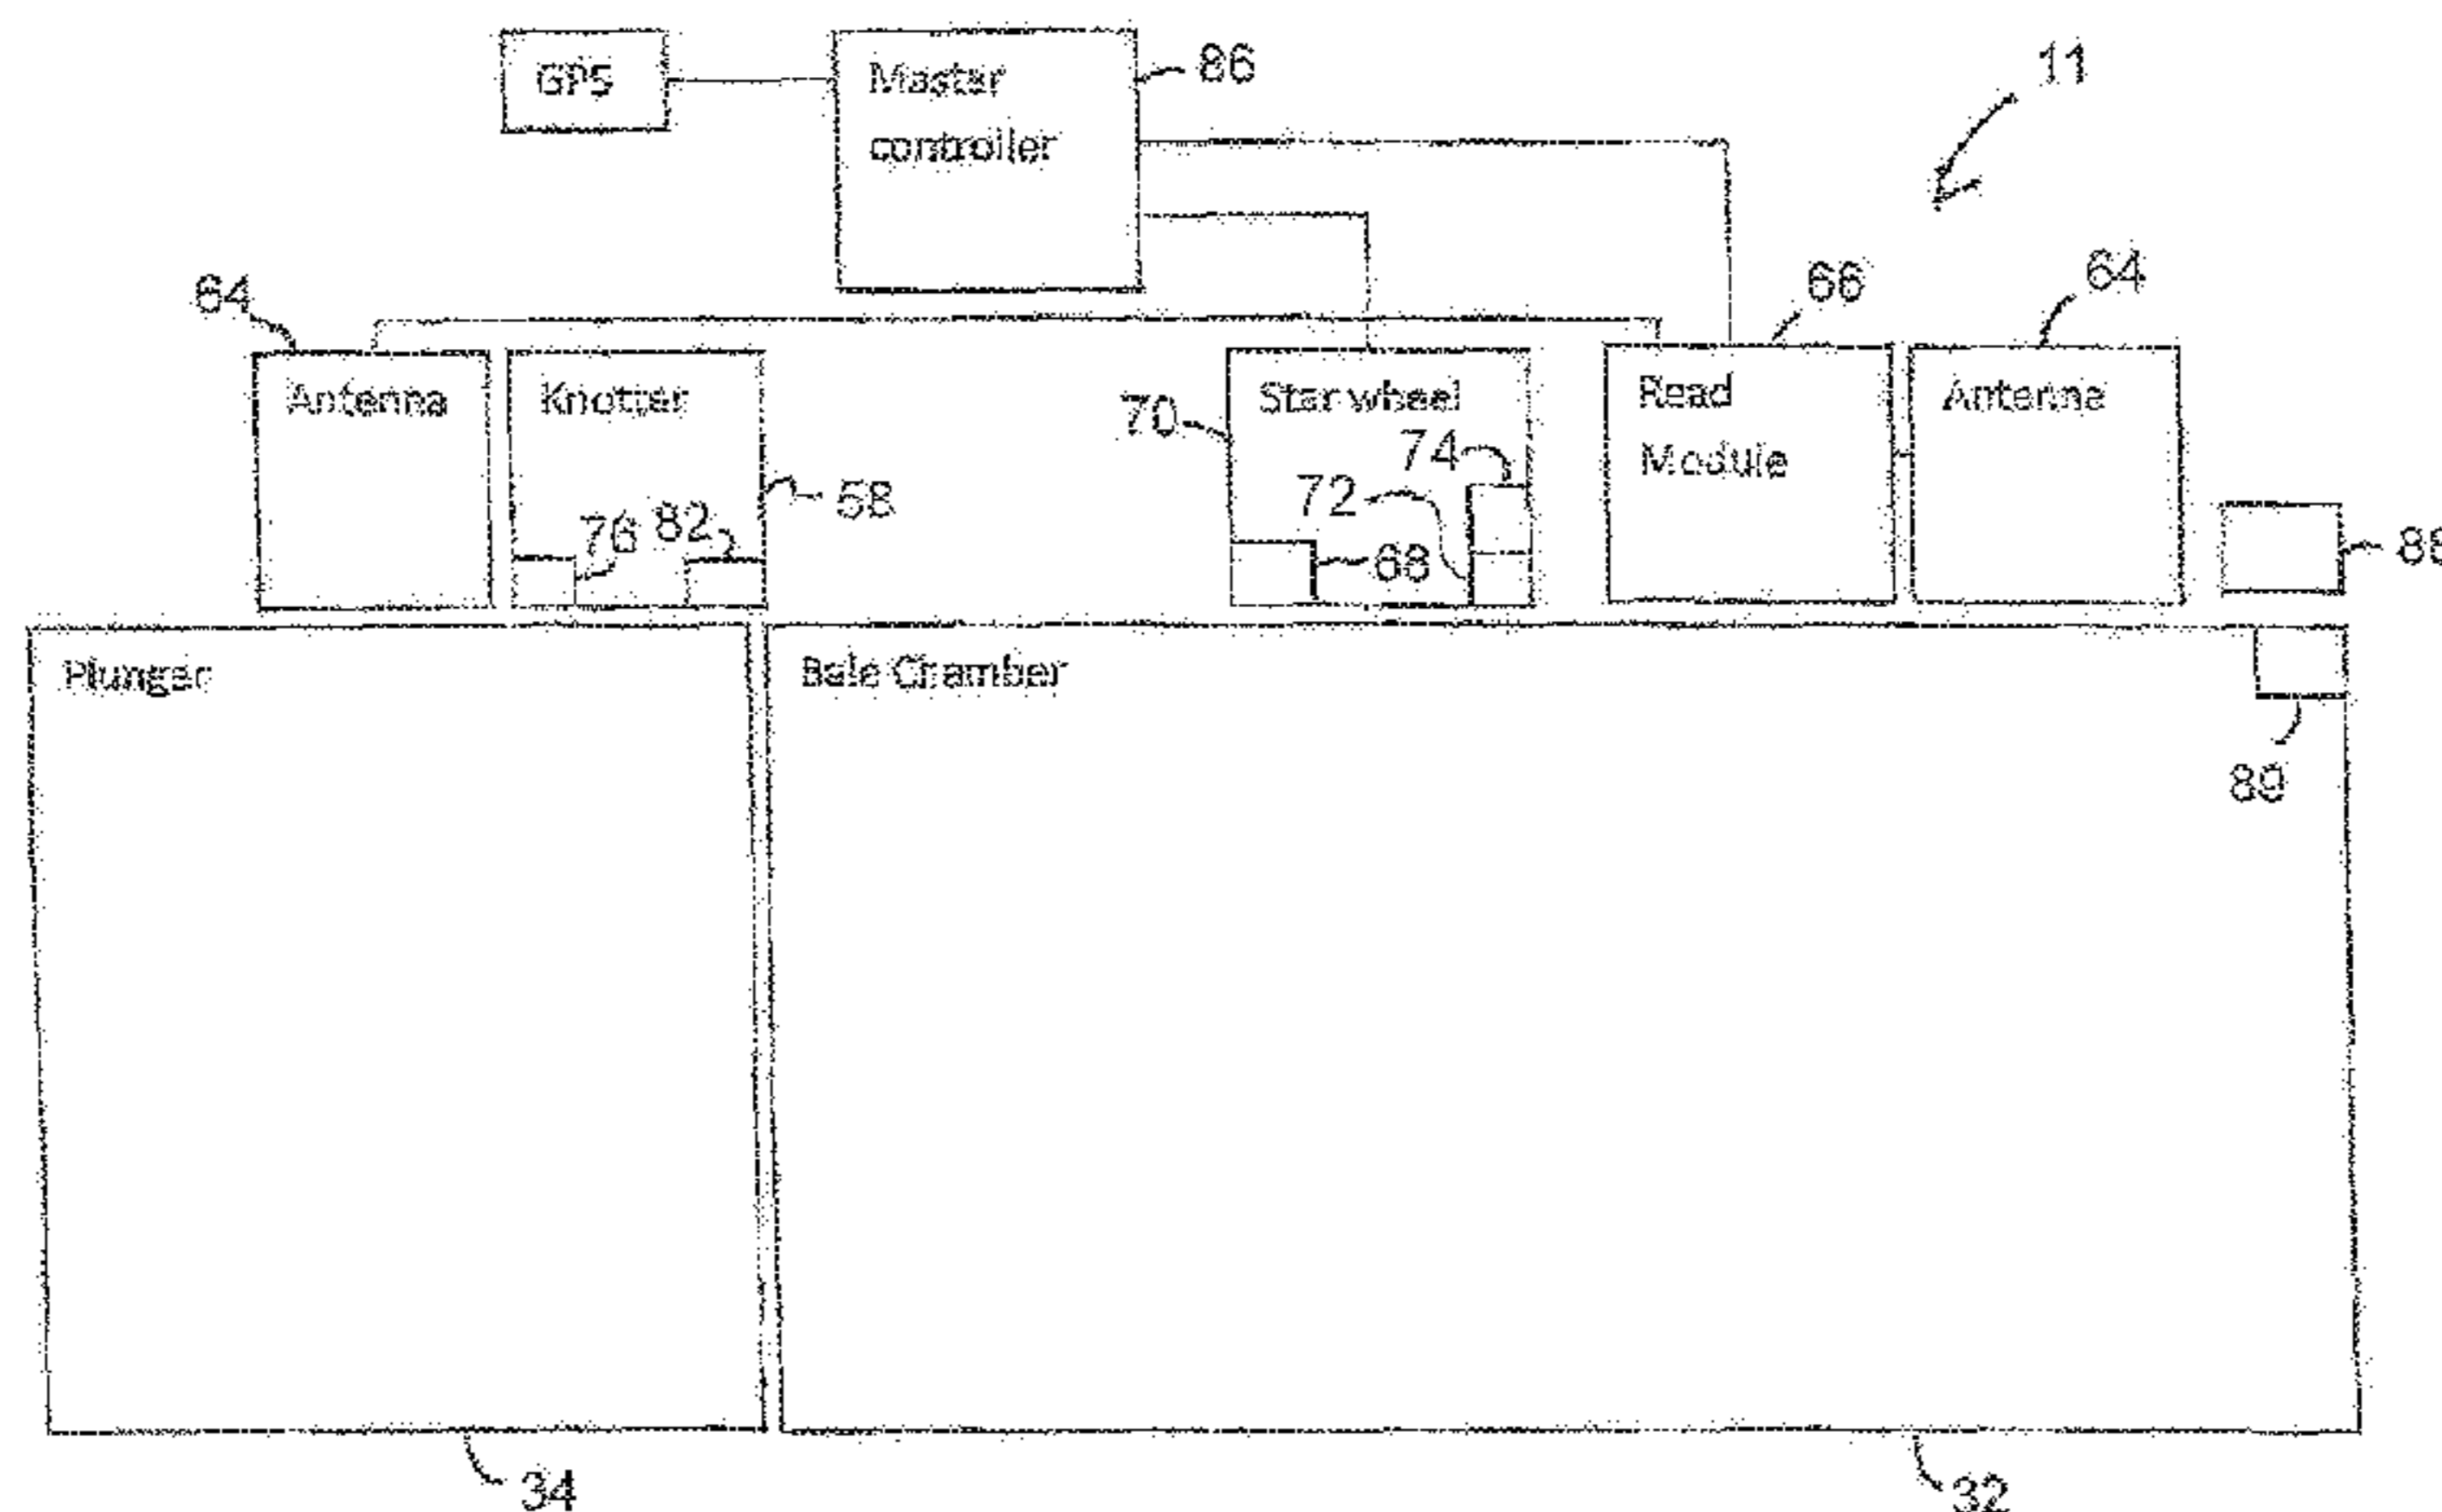 GPS
Master
controller
86
11
64
66
64
Antenna
Knotter
Star wheel
Read
Module
Antenna
70
74
72
58
76
82
68
Plunger
Bale Chamber
89
34
32